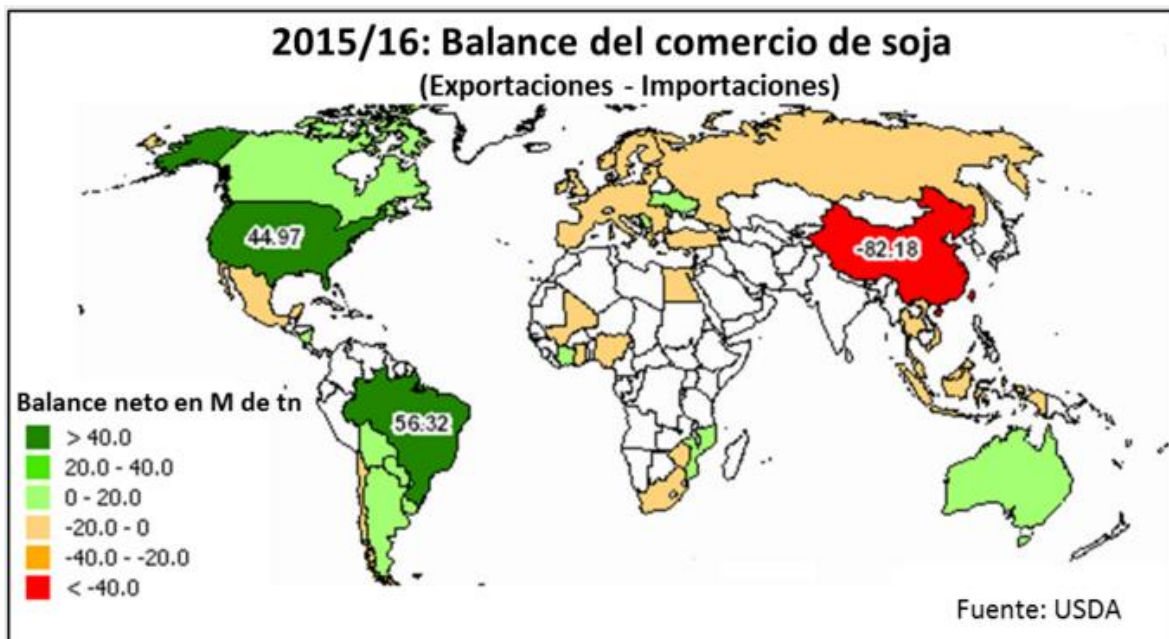 2015/16: Balance del comercio de soja
(Exportaciones - Importaciones)
44.97
-82.18
56.32
Balance neto en M de tn
> 40.0
20.0 - 40.0
0 - 20.0
-20.0 - 0
-40.0 - -20.0
< -40.0
Fuente: USDA